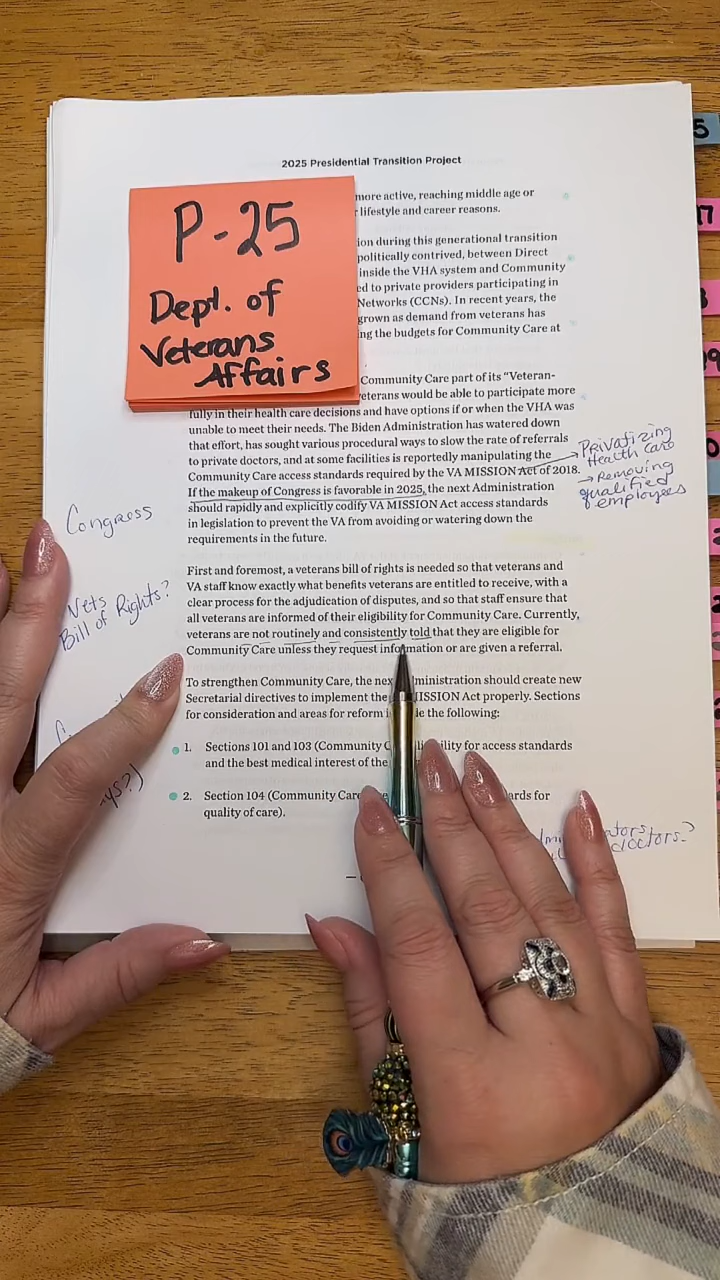 2025 Presidential Transition Project
P-25
Dept. of
Veterans
Affairs
more active, reaching middle age or
lifestyle and career reasons.
ion during this generational transition
politically contrived, between Direct
inside the VHA system and Community
ed to private providers participating in
Networks (CCNs). In recent years, the
grown as demand from veterans has
ing the budgets for Community Care at
Community Care part of its “Veteran-
veterans would be able to participate more
fully in their health care decisions and have options if or when the VHA was
unable to meet their needs. The Biden Administration has watered down
that effort, has sought various procedural ways to slow the rate of referrals
to private doctors, and at some facilities is reportedly manipulating the
Community Care access standards required by the VA MISSION Act of 2018.
If the makeup of Congress is favorable in 2025, the next Administration
should rapidly and explicitly codify VA MISSION Act access standards
in legislation to prevent the VA from avoiding or watering down the
requirements in the future.
→ Privatizing
Health Care
→ Removing
qualified
employees
Congress
Vets
Bill of Rights?
First and foremost, a veterans bill of rights is needed so that veterans and
VA staff know exactly what benefits veterans are entitled to receive, with a
clear process for the adjudication of disputes, and so that staff ensure that
all veterans are informed of their eligibility for Community Care. Currently,
veterans are not routinely and consistently told that they are eligible for
Community Care unless they request information or are given a referral.
To strengthen Community Care, the next Administration should create new
Secretarial directives to implement the MISSION Act properly. Sections
for consideration and areas for reform the following:
1. Sections 101 and 103 (Community for access standards
and the best medical interest of the
2. Section 104 (Community Care ards for
quality of care).
doctors?